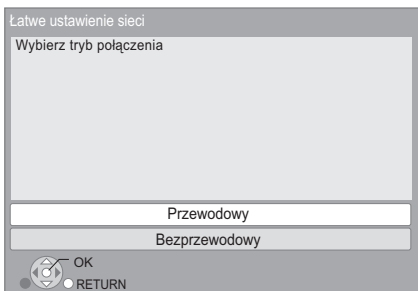 Łatwe ustawienie sieci
Wybierz tryb połączenia
Przewodowy
Bezprzewodowy
OK
RETURN